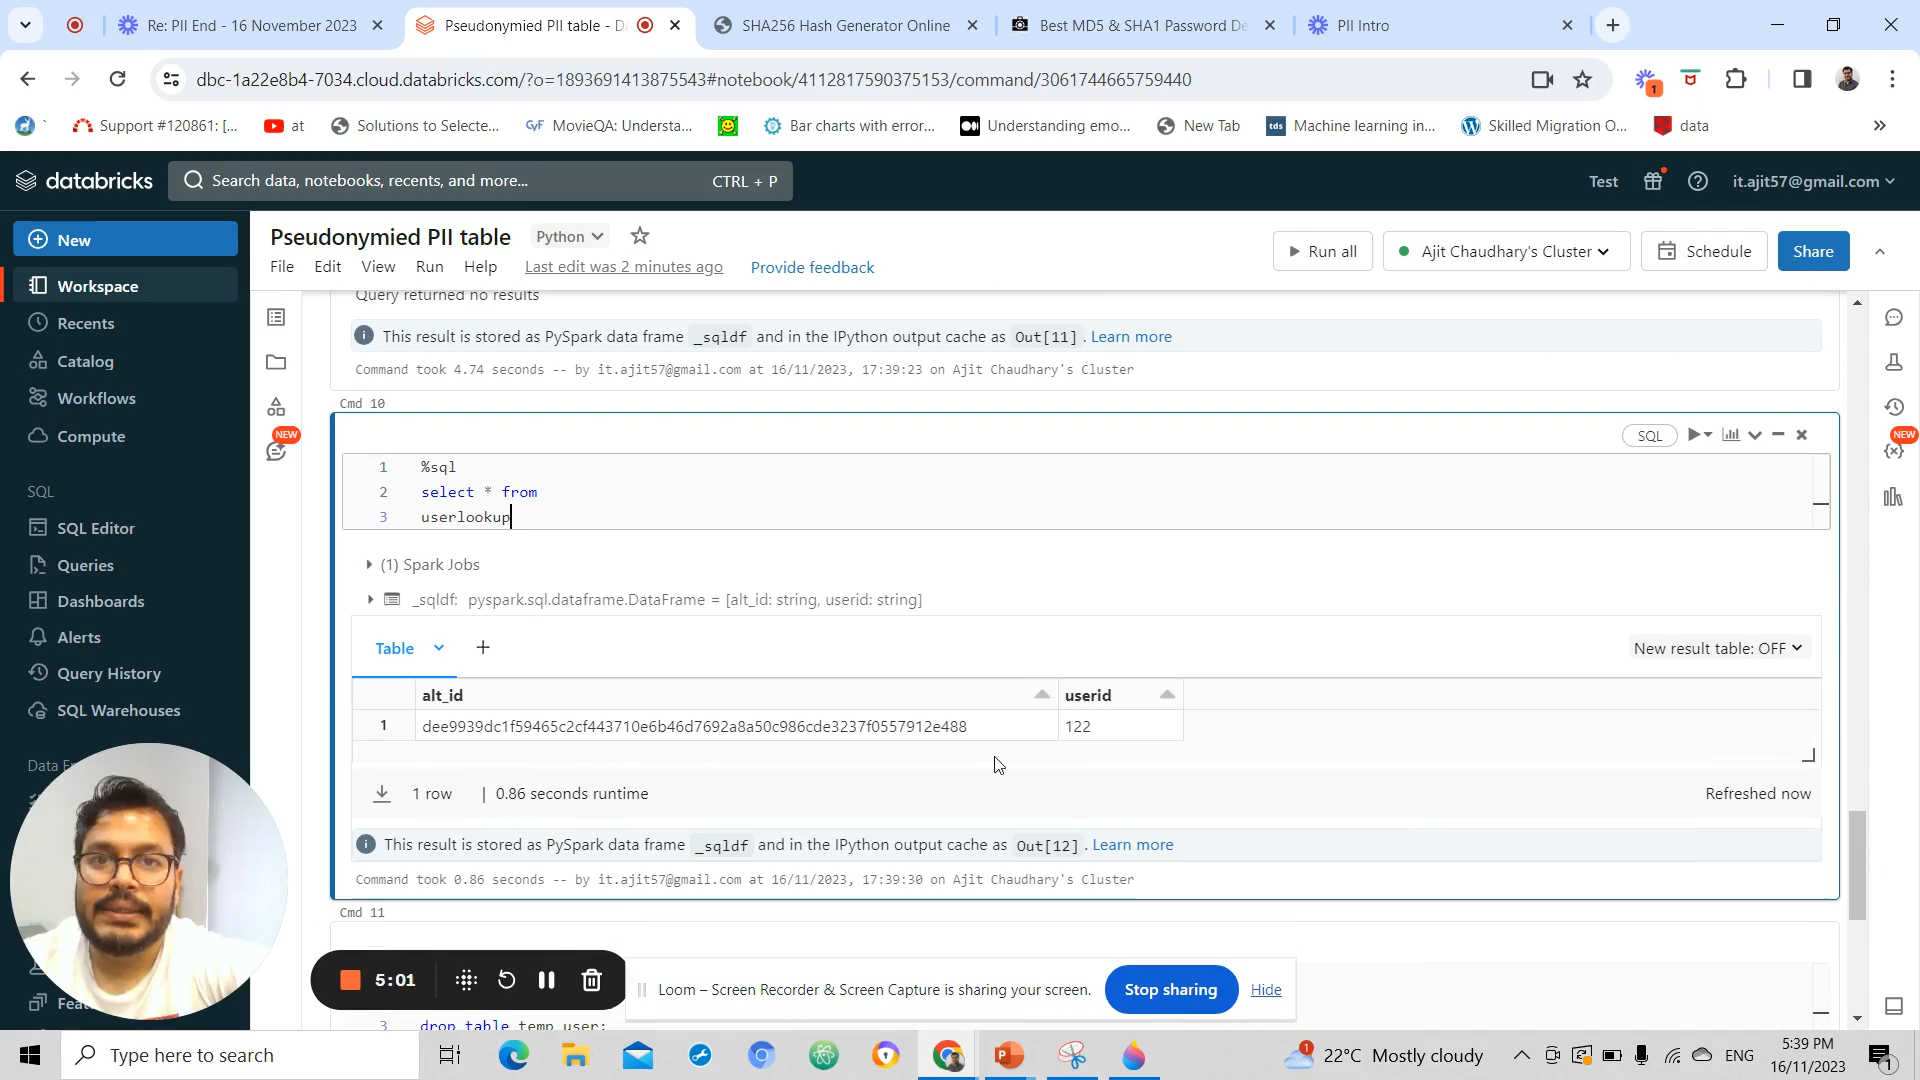 Re: PII End - 16 November 2023
Pseudonymied PII table - D
SHA256 Hash Generator Online
Best MD5 & SHA1 Password De
PII Intro
dbc-1a22e8b4-7034.cloud.databricks.com/?o=1893691413875543#notebook/4112817590375153/command/3061744665759440
1
Support #120861: [...
at
Solutions to Selecte...
MovieQA: Understa...
Bar charts with error...
Understanding emo...
New Tab
tds
Machine learning in...
Skilled Migration O...
data
databricks
Search data, notebooks, recents, and more...
CTRL + P
Test
it.ajit57@gmail.com
New
Workspace
Recents
Catalog
Workflows
Compute
SQL
SQL Editor
Queries
Dashboards
Alerts
Query History
SQL Warehouses
Pseudonymied PII table
Python
File
Edit
View
Run
Help
Last edit was 2 minutes ago
Provide feedback
Run all
Ajit Chaudhary's Cluster
Schedule
Share
NEW
NEW
Query returned no results
This result is stored as PySpark data frame _sqldf and in the IPython output cache as Out[11] . Learn more
Command took 4.74 seconds -- by it.ajit57@gmail.com at 16/11/2023, 17:39:23 on Ajit Chaudhary's Cluster
Cmd 10
SQL
1 %sql
2 select * from
3 userlookup
(1) Spark Jobs
_sqldf: pyspark.sql.dataframe.DataFrame = [alt_id: string, userid: string]
Table
+
New result table: OFF
alt_id
userid
1
dee9939dc1f59465c2cf443710e6b46d7692a8a50c986cde3237f0557912e488
122
1 row | 0.86 seconds runtime
Refreshed now
This result is stored as PySpark data frame _sqldf and in the IPython output cache as Out[12] . Learn more
Command took 0.86 seconds -- by it.ajit57@gmail.com at 16/11/2023, 17:39:30 on Ajit Chaudhary's Cluster
Cmd 11
3 drop table temp_user;
5:01
Loom – Screen Recorder & Screen Capture is sharing your screen.
Stop sharing
Hide
Type here to search
1
22°C Mostly cloudy
ENG
5:39 PM
16/11/2023
1